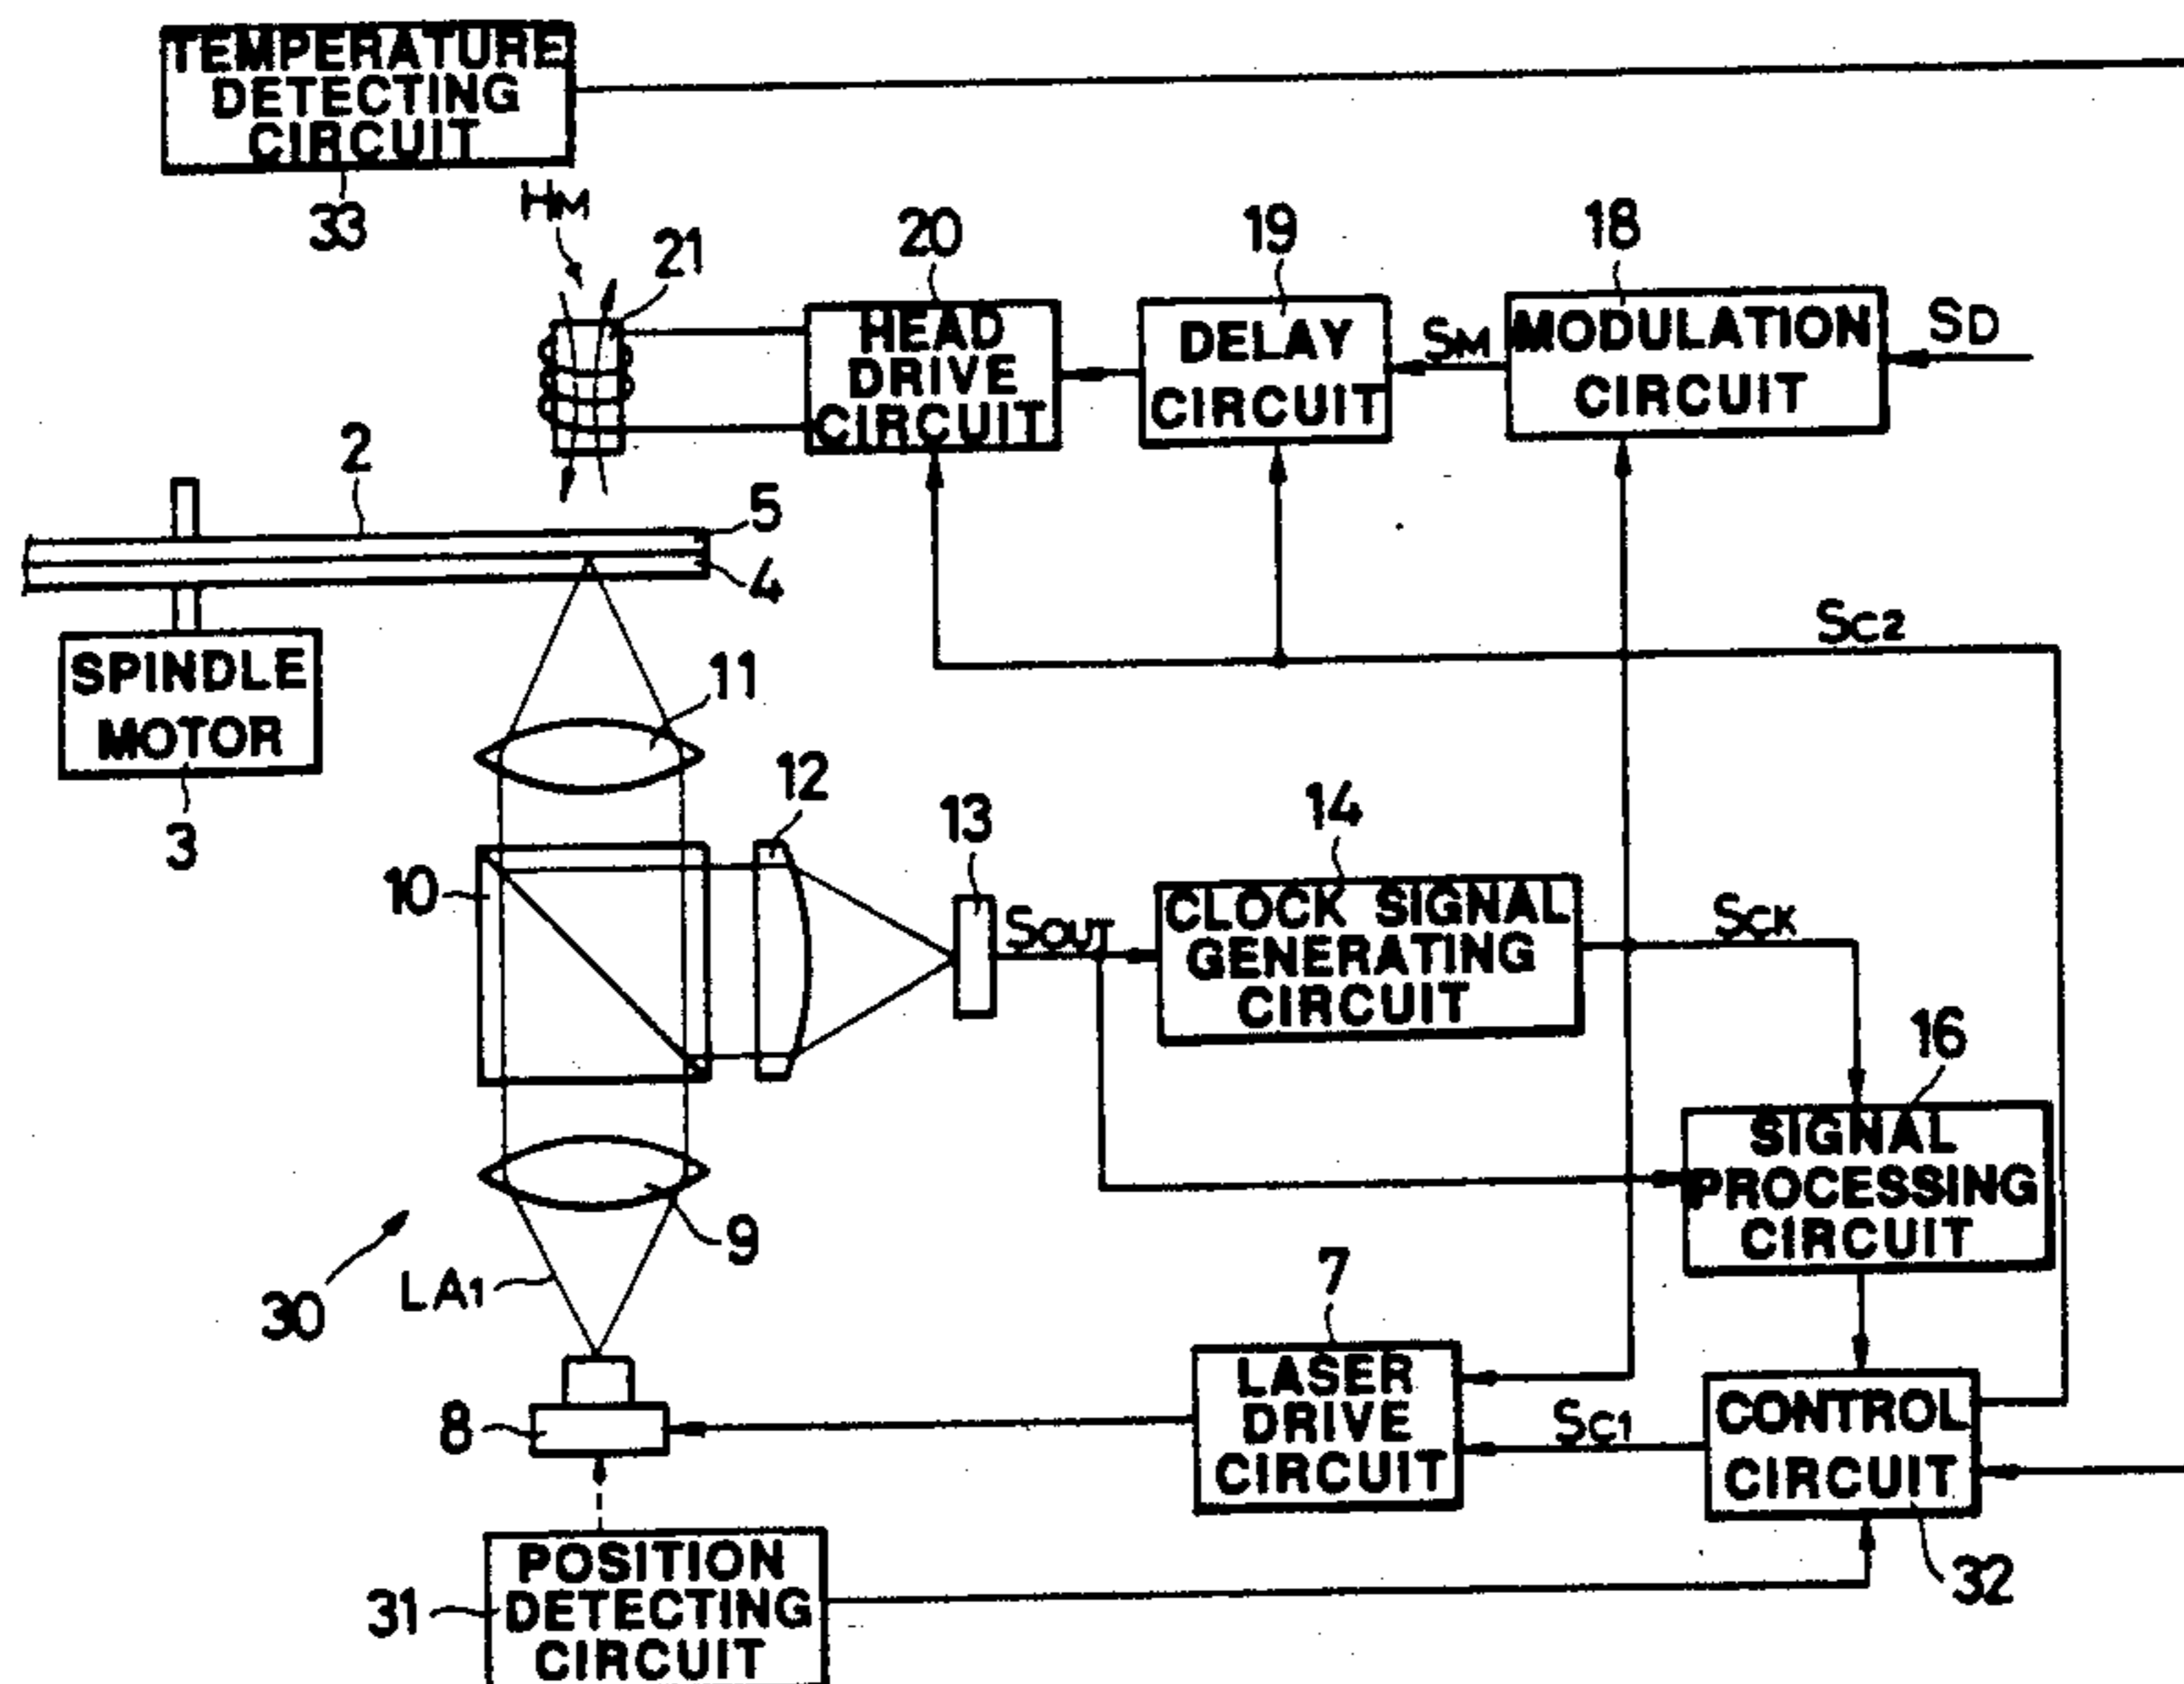 TEMPERATURE
DETECTING
CIRCUIT
33
HM
21
20
HEAD
DRIVE
CIRCUIT
19
DELAY
CIRCUIT
SM
18
MODULATION
CIRCUIT
SD
2
5
4
SPINDLE
MOTOR
3
11
SC2
12
13
10
SOUT
14
CLOCK SIGNAL
GENERATING
CIRCUIT
SCK
16
SIGNAL
PROCESSING
CIRCUIT
9
30
LA1
8
7
LASER
DRIVE
CIRCUIT
SC1
CONTROL
CIRCUIT
32
31
POSITION
DETECTING
CIRCUIT